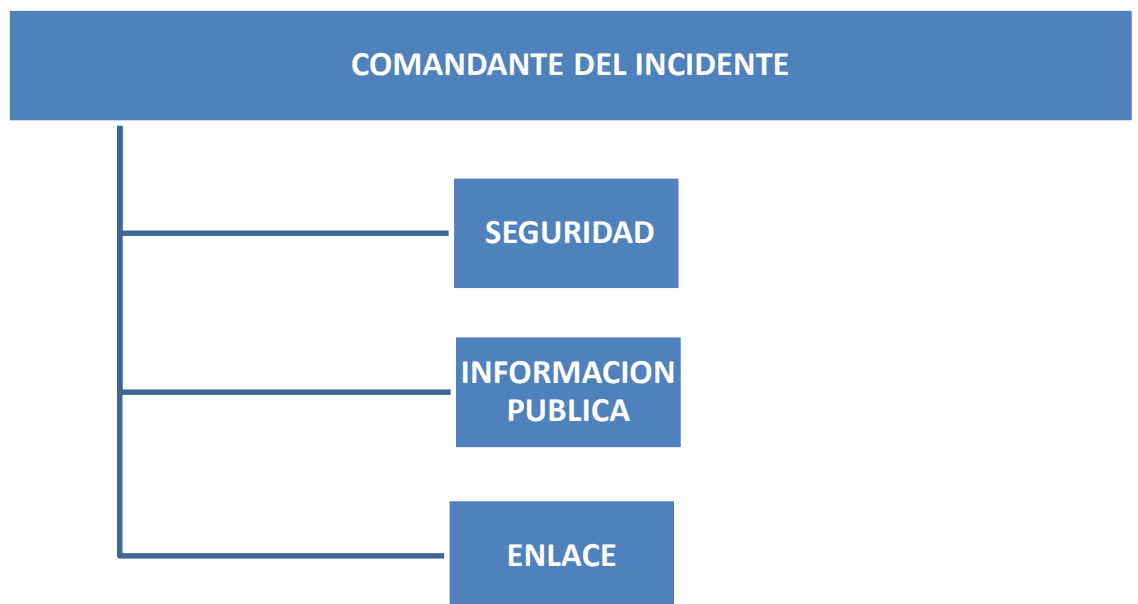 COMANDANTE DEL INCIDENTE
SEGURIDAD
INFORMACION
PUBLICA
ENLACE